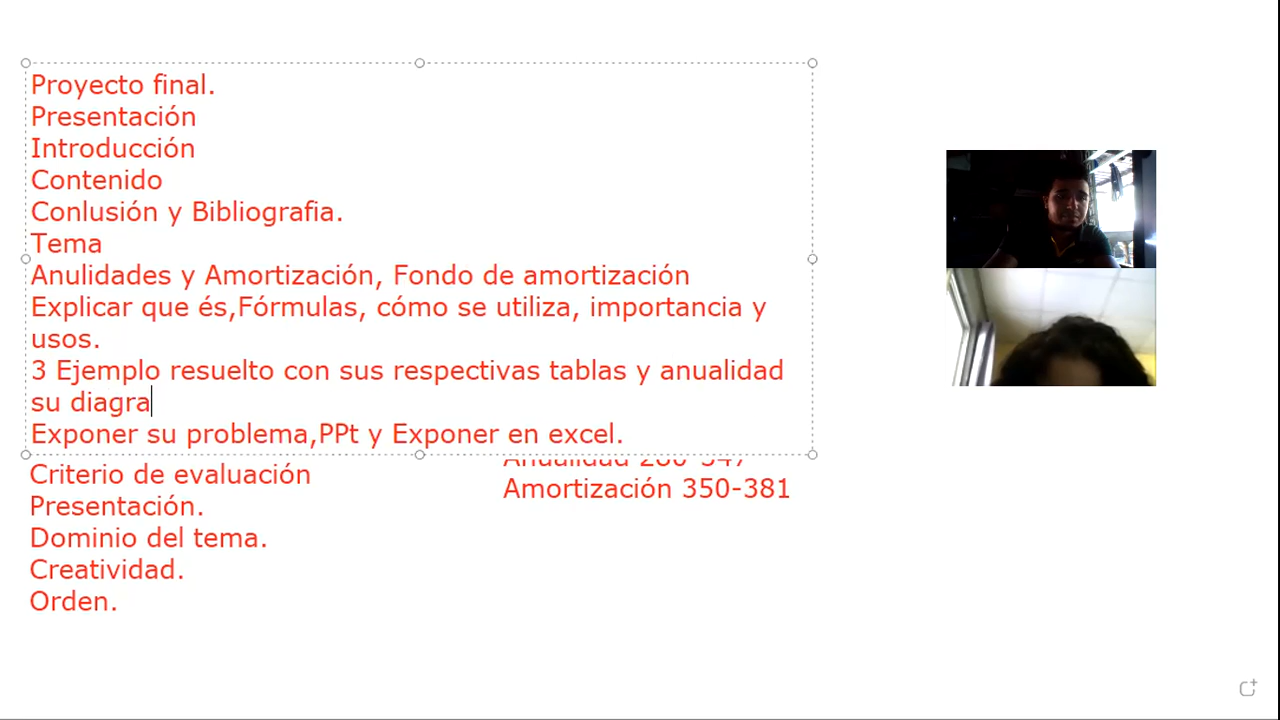 Proyecto final.
Presentación
Introducción
Contenido
Conlusión y Bibliografia.
Tema
Anulidades y Amortización, Fondo de amortización
Explicar que és,Fórmulas, cómo se utiliza, importancia y
usos.
3 Ejemplo resuelto con sus respectivas tablas y anualidad
su diagra
Exponer su problema,PPt y Exponer en excel.
Criterio de evaluación
Presentación.
Dominio del tema.
Creatividad.
Orden.
Anualidad
Amortización 350-381